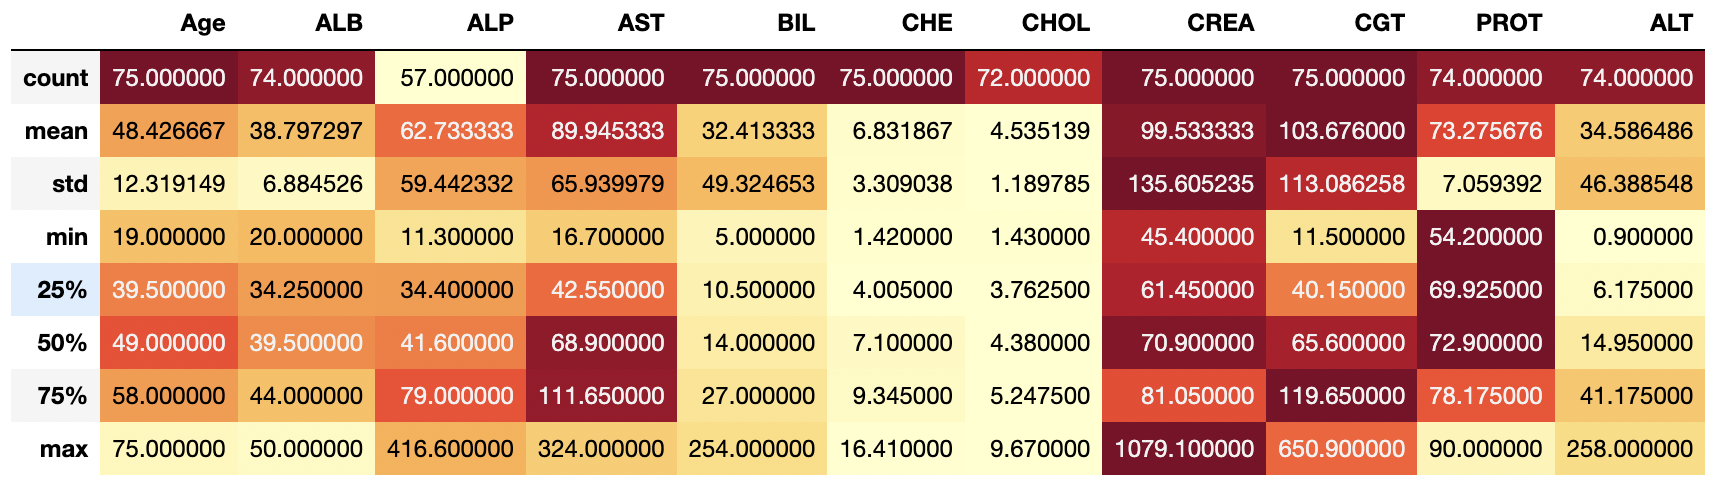 Age ALB ALP AST BIL CHE CHOL CREA CGT PROT ALT
count 75.000000 74.000000 57.000000 75.000000 75.000000 75.000000 72.000000 75.000000 75.000000 74.000000 74.000000
mean 48.426667 38.797297 62.733333 89.945333 32.413333 6.831867 4.535139 99.533333 103.676000 73.275676 34.586486
std 12.319149 6.884526 59.442332 65.939979 49.324653 3.309038 1.189785 135.605235 113.086258 7.059392 46.388548
min 19.000000 20.000000 11.300000 16.700000 5.000000 1.420000 1.430000 45.400000 11.500000 54.200000 0.900000
25% 39.500000 34.250000 34.400000 42.550000 10.500000 4.005000 3.762500 61.450000 40.150000 69.925000 6.175000
50% 49.000000 39.500000 41.600000 68.900000 14.000000 7.100000 4.380000 70.900000 65.600000 72.900000 14.950000
75% 58.000000 44.000000 79.000000 111.650000 27.000000 9.345000 5.247500 81.050000 119.650000 78.175000 41.175000
max 75.000000 50.000000 416.600000 324.000000 254.000000 16.410000 9.670000 1079.100000 650.900000 90.000000 258.000000